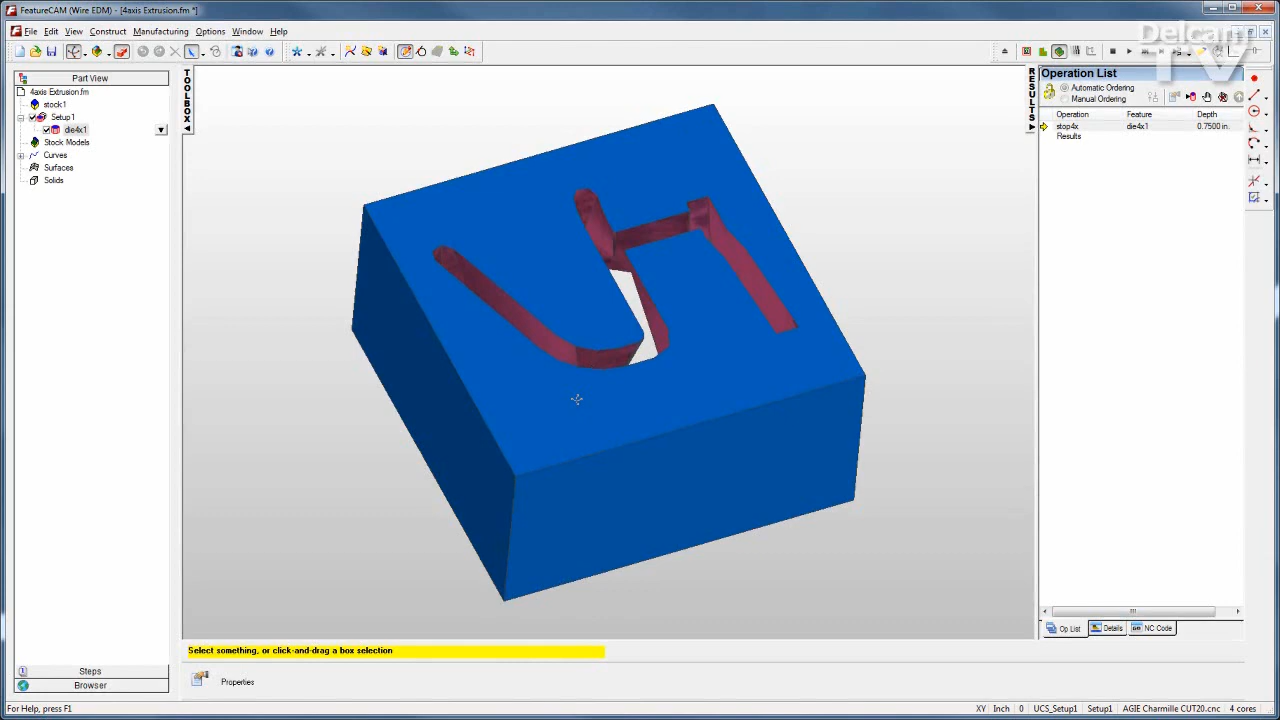 FeatureCAM (Wire EDM) - [4axis Extrusion.fm *]
File Edit View Construct Manufacturing Options Window Help
Delcam
TV
Part View
4axis Extrusion.fm
stock1
Setup1
die4x1
Stock Models
Curves
Surfaces
Solids
Steps
Browser
TOOLBOX
RESULTS
Operation List
Automatic Ordering
Manual Ordering
Operation Feature Depth
stop4x die4x1 0.7500 in.
Results
Op List Details NC Code
Select something, or click-and-drag a box selection
Properties
For Help, press F1
XY Inch 0 UCS_Setup1 Setup1 AGIE Charmille CUT20.cnc 4 cores